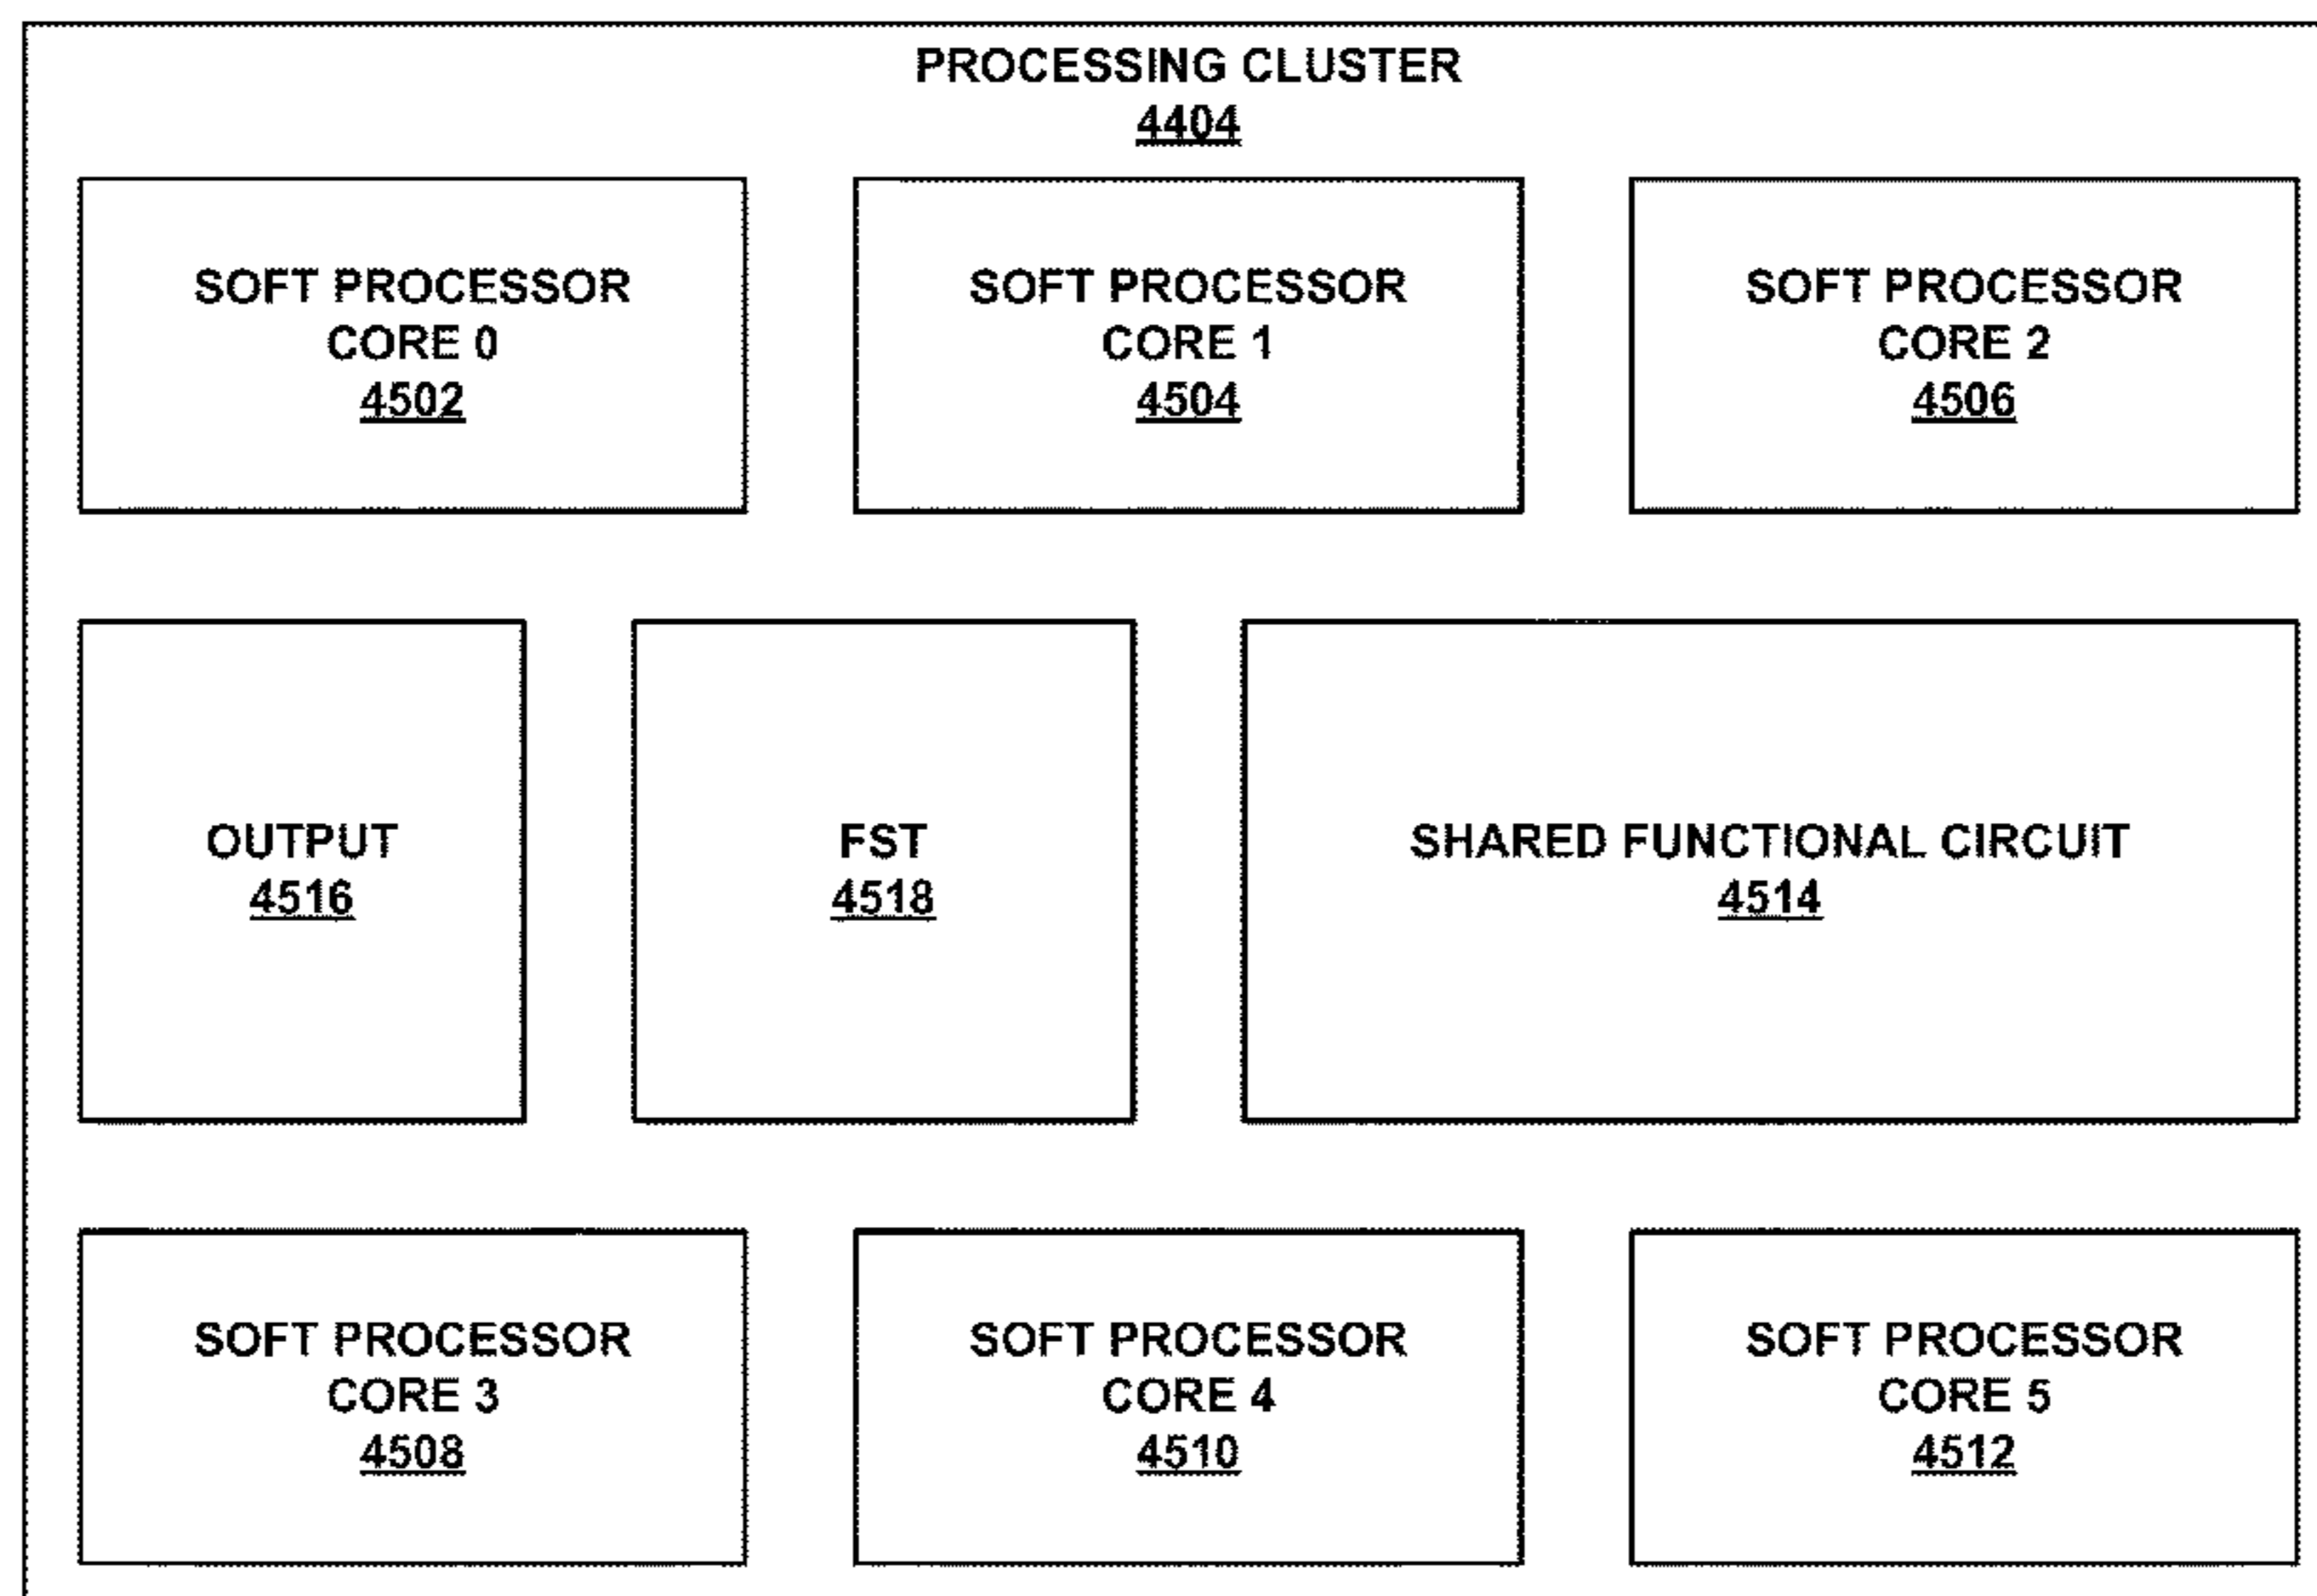 PROCESSING CLUSTER
4404
SOFT PROCESSOR
CORE 0
4502
SOFT PROCESSOR
CORE 1
4504
SOFT PROCESSOR
CORE 2
4506
OUTPUT
4516
FST
4518
SHARED FUNCTIONAL CIRCUIT
4514
SOFT PROCESSOR
CORE 3
4508
SOFT PROCESSOR
CORE 4
4510
SOFT PROCESSOR
CORE 5
4512